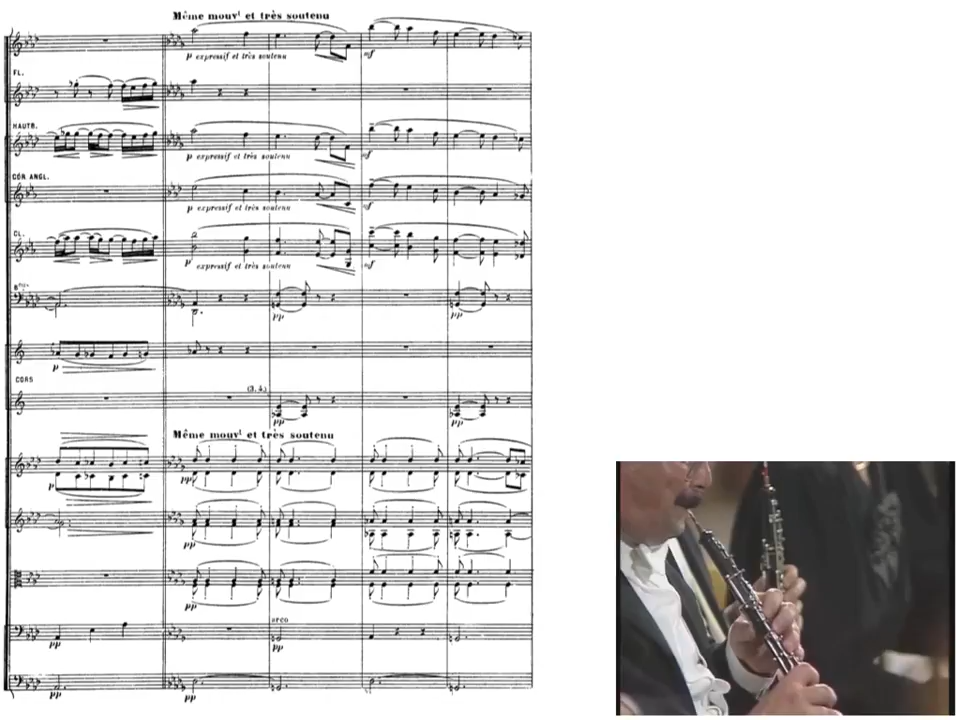 Même mouvᵗ et très soutenu
p expressif et très soutenu
mf
FL.
HAUTB.
p expressif et très soutenu
mf
COR ANGL.
p expressif et très soutenu
mf
CL.
p expressif et très soutenu
mf
Bᵒⁿˢ
pp
pp
p
CORS
(3.4.)
pp
pp
Même mouvᵗ et très soutenu
p
pp
pp
pp
arco
pp
pp
pp
pp